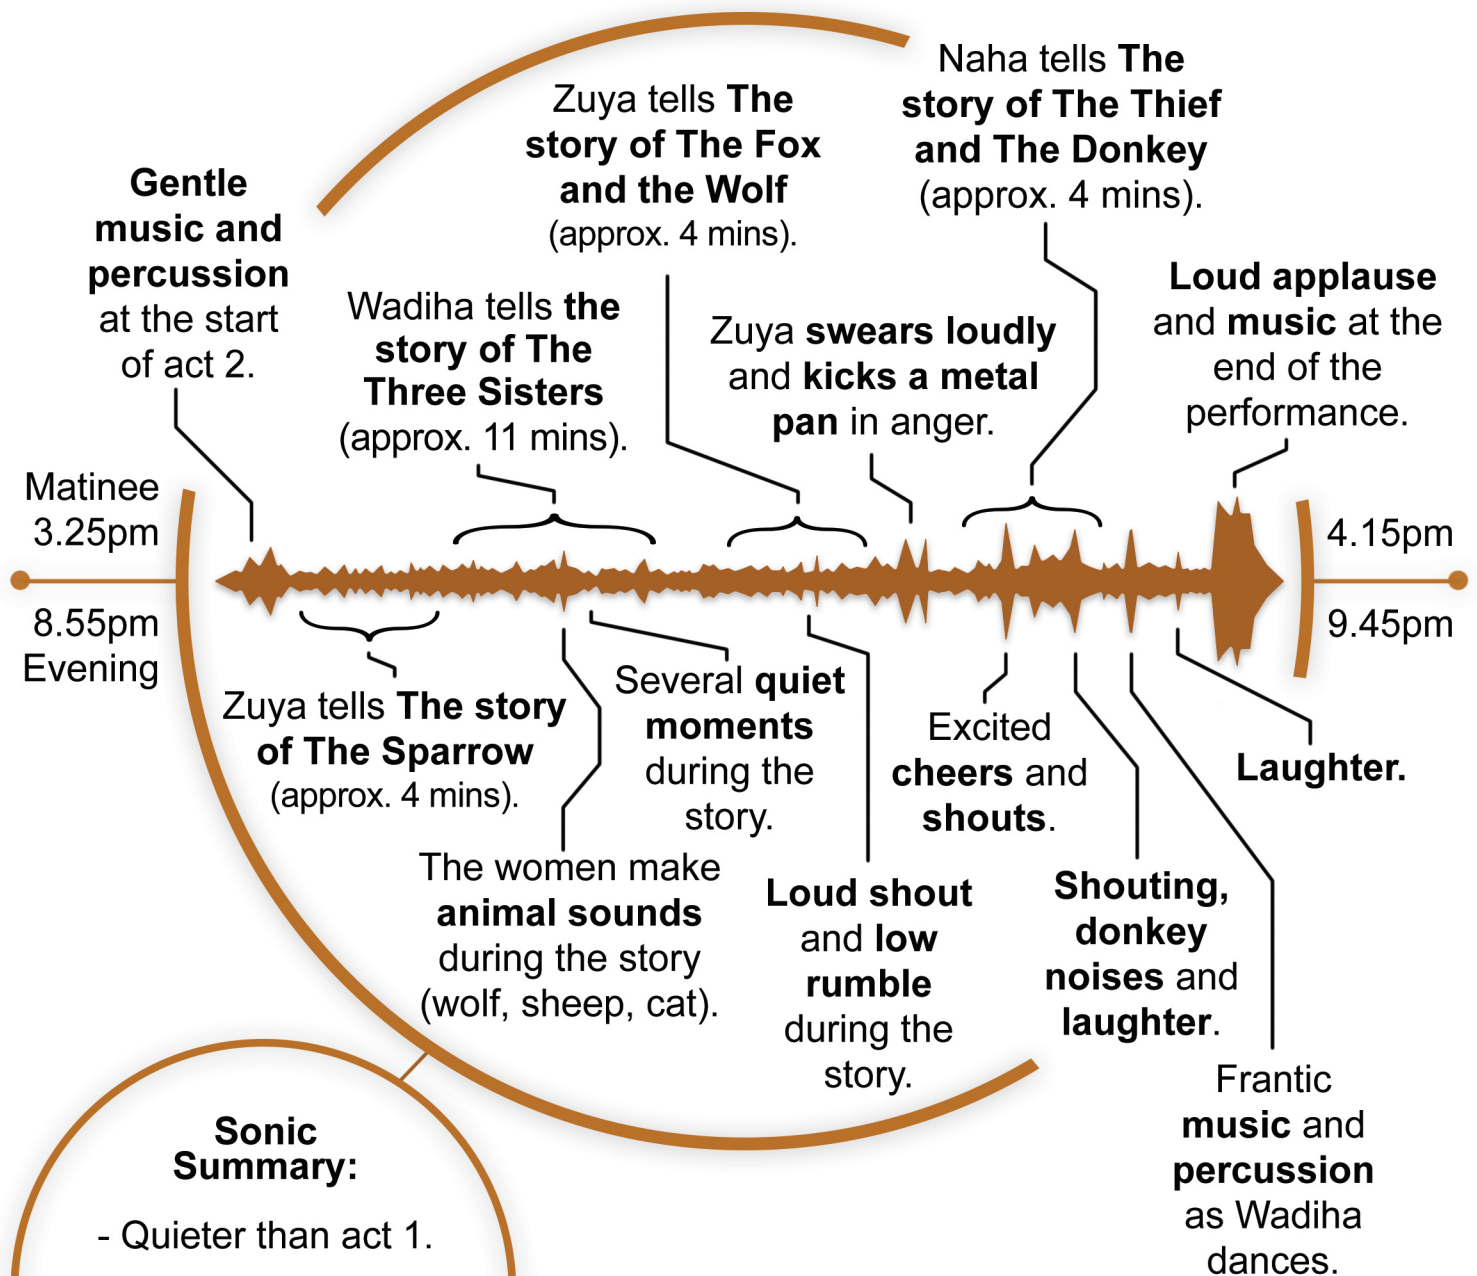 Gentle
music and
percussion
at the start
of act 2.
Wadiha tells the
story of The
Three Sisters
(approx. 11 mins).
Zuya tells The
story of The Fox
and the Wolf
(approx. 4 mins).
Zuya swears loudly
and kicks a metal
pan in anger.
Naha tells The
story of The Thief
and The Donkey
(approx. 4 mins).
Loud applause
and music at the
end of the
performance.
Matinee
3.25pm
8.55pm
Evening
4.15pm
9.45pm
Zuya tells The story
of The Sparrow
(approx. 4 mins).
The women make
animal sounds
during the story
(wolf, sheep, cat).
Several quiet
moments
during the
story.
Loud shout
and low
rumble
during the
story.
Excited
cheers and
shouts.
Shouting,
donkey
noises and
laughter.
Frantic
music and
percussion
as Wadiha
dances.
Laughter.
Sonic
Summary:
- Quieter than act 1.